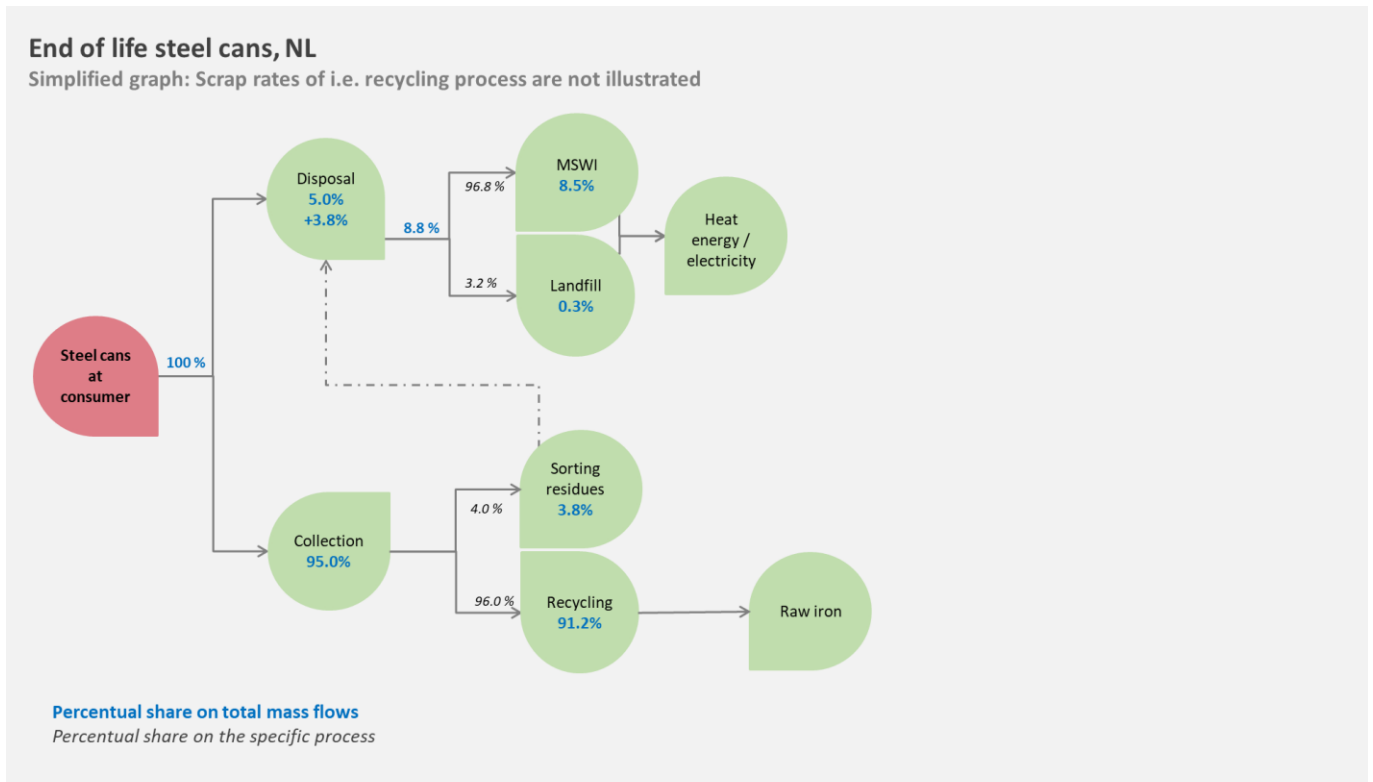 End of life steel cans, NL
Simplified graph: Scrap rates of i.e. recycling process are not illustrated
Disposal
5.0%
+3.8%
8.8 %
96.8 %
MSWI
8.5%
3.2 %
Landfill
0.3%
Heat
energy /
electricity
Steel cans
at
consumer
100 %
Collection
95.0%
4.0 %
Sorting
residues
3.8%
96.0 %
Recycling
91.2%
Raw iron
Percentual share on total mass flows
Percentual share on the specific process